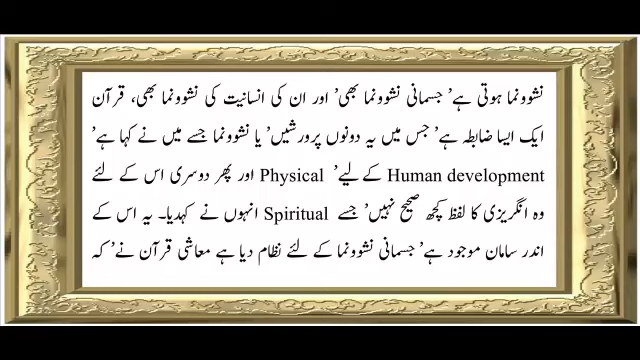 نشوونما ہوتی ہے’ جسمانی نشوونما بھی’ اور ان کی انسانیت کی نشوونما بھی، قرآن
ایک ایسا ضابطہ ہے’ جس میں یہ دونوں پرورشیں’ یا نشوونما جسے میں نے کہا ہے’
Human development کے لیے’ Physical اور پھر دوسری اس کے لئے
وہ انگریزی کا لفظ کچھ صحیح نہیں’ جسے Spiritual انہوں نے کہدیا۔ یہ اس کے
اندر سامان موجود ہے’ جسمانی نشوونما کے لئے نظام دیا ہے معاشی قرآن نے’ کہ